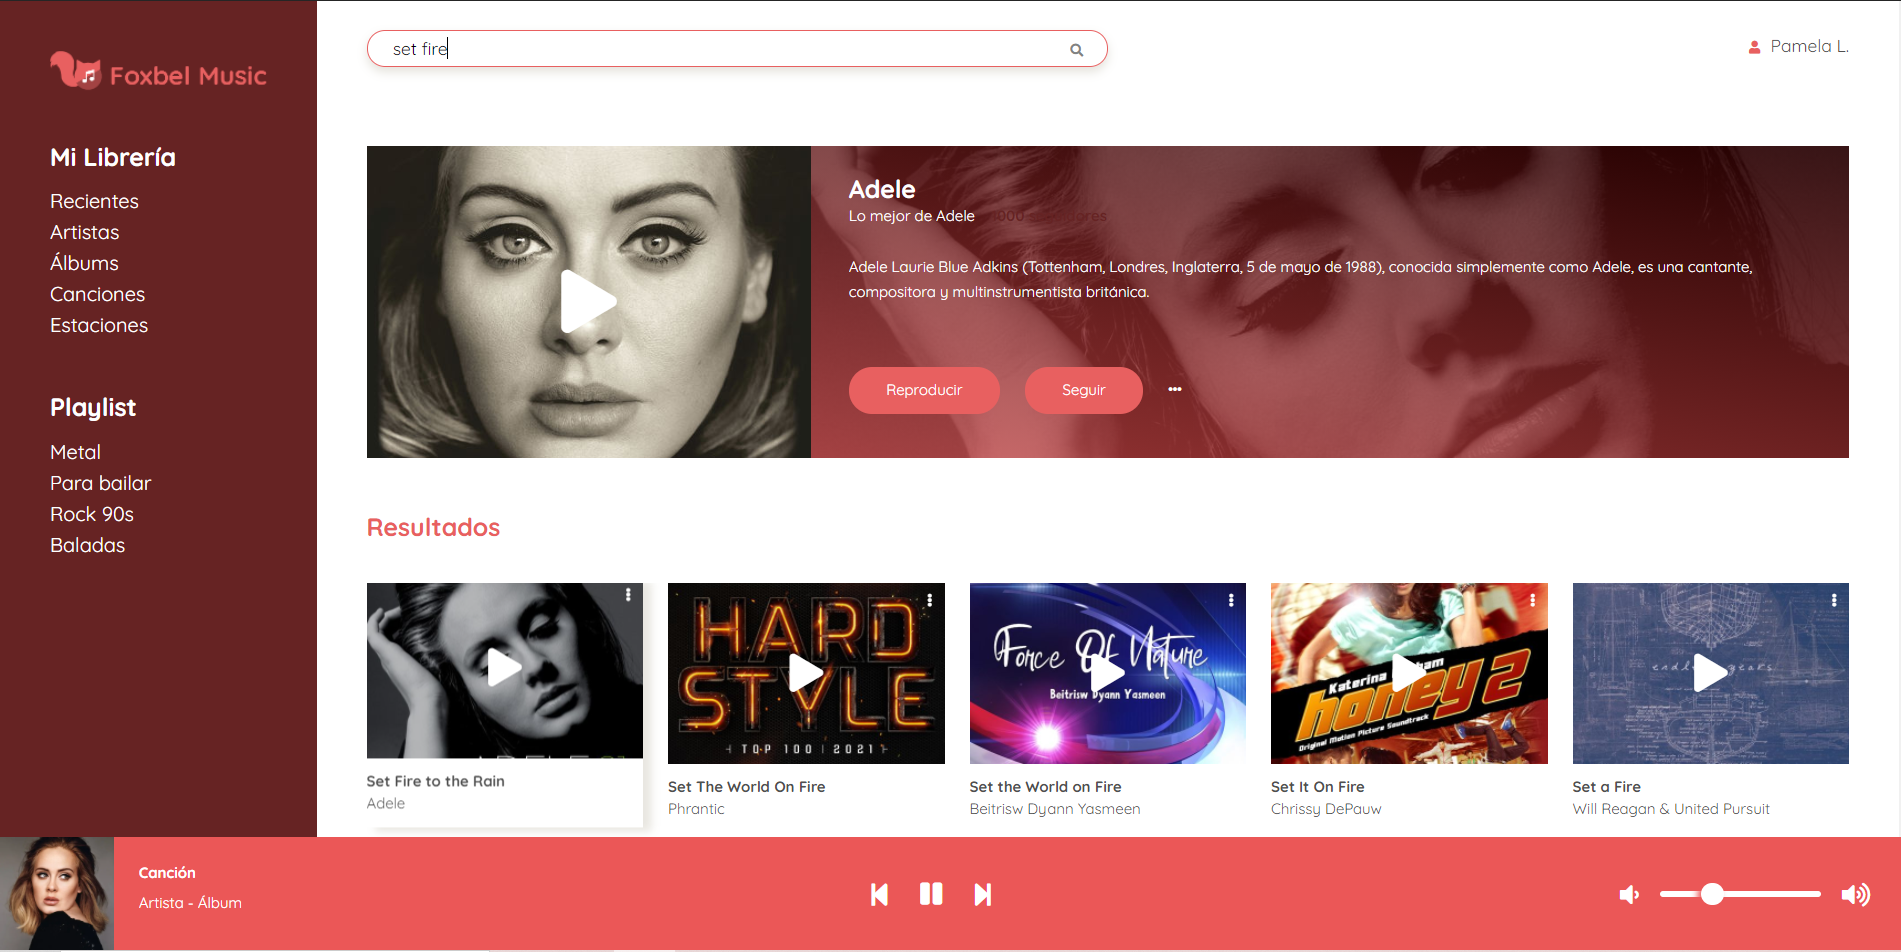 Foxbel Music
Mi Librería
Recientes
Artistas
Álbums
Canciones
Estaciones
Playlist
Metal
Para bailar
Rock 90s
Baladas
set fire
Pamela L.
Adele
Lo mejor de Adele
Adele Laurie Blue Adkins (Tottenham, Londres, Inglaterra, 5 de mayo de 1988), conocida simplemente como Adele, es una cantante,
compositora y multinstrumentista británica.
Reproducir
Seguir
Resultados
HARD
STYLE
TOP 100 2021
Force Of Nature
Beitrisw Dyann Yasmeen
Katerina
honey 2
Original Motion Picture Soundtrack
endless years
Set Fire to the Rain
Adele
Set The World On Fire
Phrantic
Set the World on Fire
Beitrisw Dyann Yasmeen
Set It On Fire
Chrissy DePauw
Set a Fire
Will Reagan & United Pursuit
Canción
Artista - Álbum